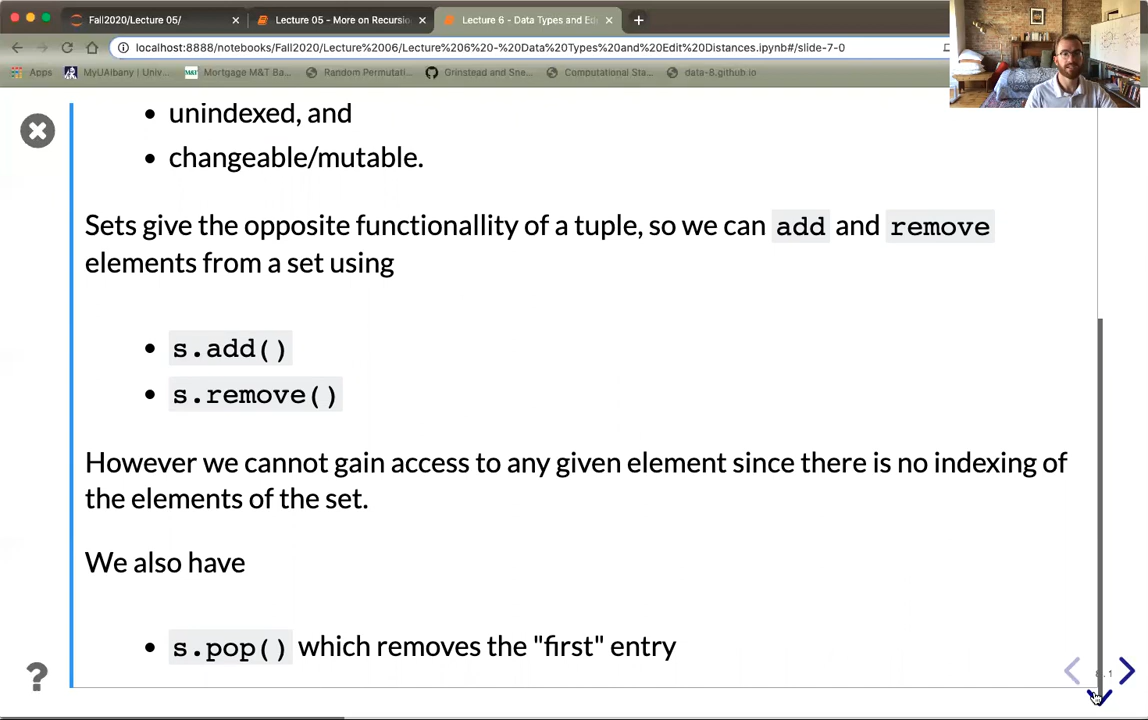 Fall2020/Lecture 05/
Lecture 05 - More on Recursio
Lecture 6 - Data Types and Ed
localhost:8888/notebooks/Fall2020/Lecture%2006/Lecture%206%20-%20Data%20Types%20and%20Edit%20Distances.ipynb#/slide-7-0
Apps
MyUAlbany | Univ...
Mortgage M&T Ba...
Random Permutati...
Grinstead and Sne...
Computational Sta...
data-8.github.io
unindexed, and
changeable/mutable.
Sets give the opposite functionallity of a tuple, so we can add and remove
elements from a set using
s.add()
s.remove()
However we cannot gain access to any given element since there is no indexing of
the elements of the set.
We also have
s.pop() which removes the "first" entry